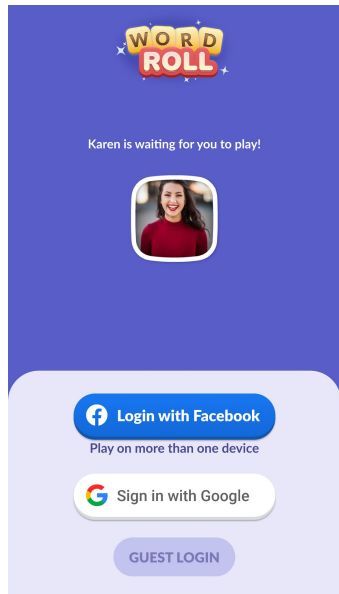 WORD
ROLL
Karen is waiting for you to play!
Login with Facebook
Play on more than one device
Sign in with Google
GUEST LOGIN